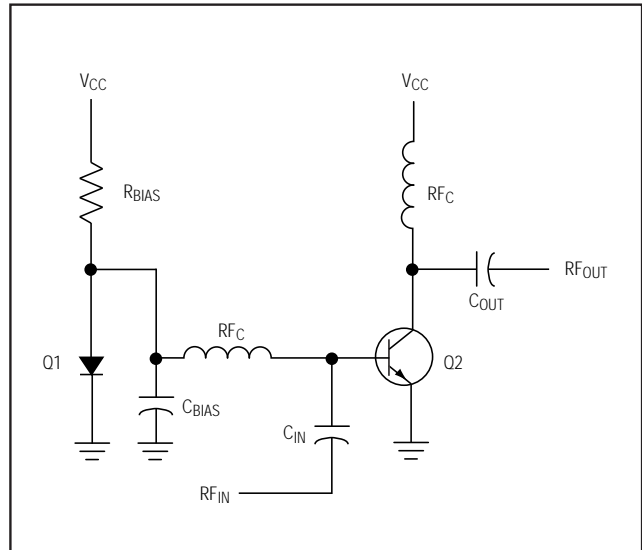 VCC
VCC
RBIAS
RFC
RFOUT
COUT
RFC
Q1
Q2
CBIAS
CIN
RFIN